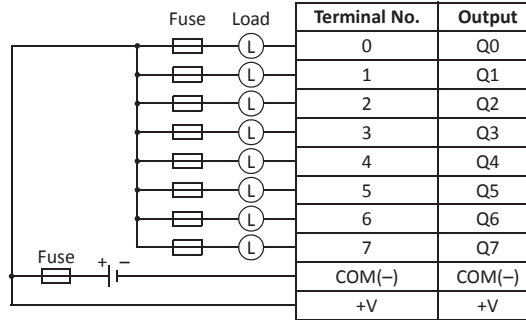 Fuse Load Terminal No. Output
L 0 Q0
L 1 Q1
L 2 Q2
L 3 Q3
L 4 Q4
L 5 Q5
L 6 Q6
L 7 Q7
Fuse + – COM(–) COM(–)
+V +V